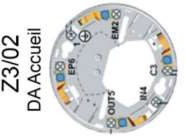 Z3/02
DA Accueil
EM2
EP6
C3
IN4
OUT5